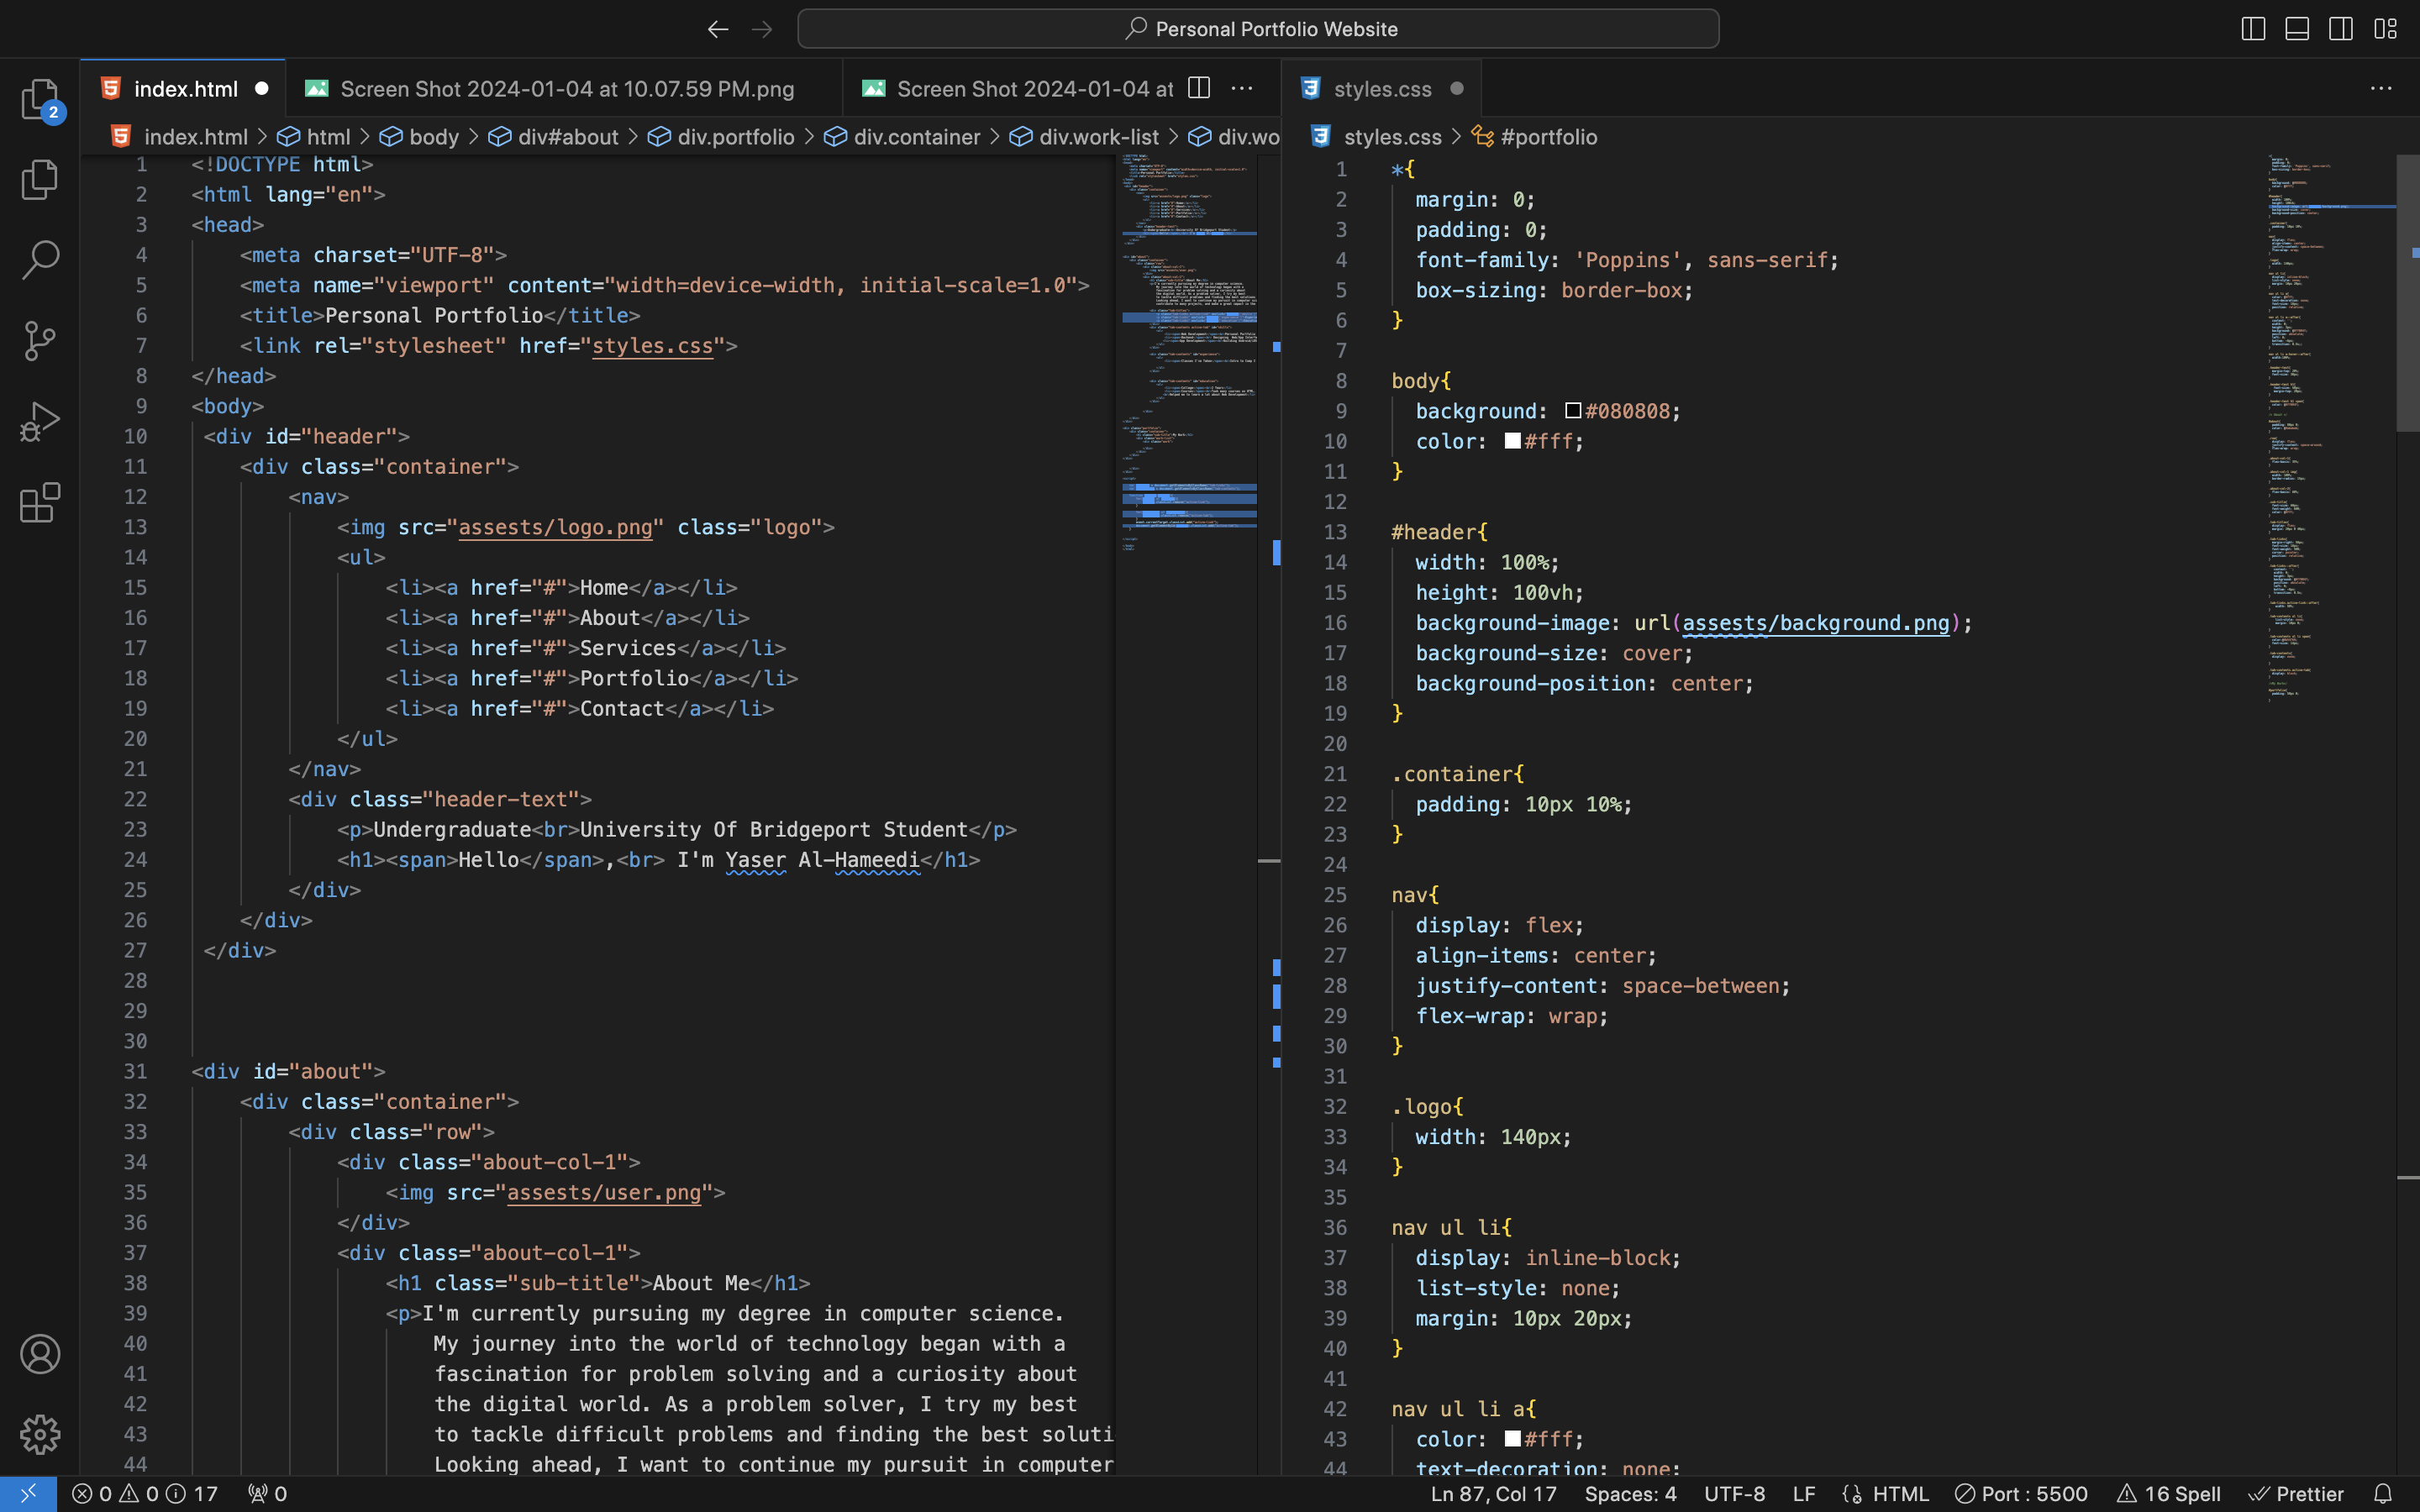 Personal Portfolio Website
index.html
Screen Shot 2024-01-04 at 10.07.59 PM.png
Screen Shot 2024-01-04 at
···
styles.css
···
2
index.html > html > body > div#about > div.portfolio > div.container > div.work-list > div.wo
styles.css > #portfolio
1 <!DOCTYPE html>
2 <html lang="en">
3 <head>
4 <meta charset="UTF-8">
5 <meta name="viewport" content="width=device-width, initial-scale=1.0">
6 <title>Personal Portfolio</title>
7 <link rel="stylesheet" href="styles.css">
8 </head>
9 <body>
10 <div id="header">
11 <div class="container">
12 <nav>
13 <img src="assests/logo.png" class="logo">
14 <ul>
15 <li><a href="#">Home</a></li>
16 <li><a href="#">About</a></li>
17 <li><a href="#">Services</a></li>
18 <li><a href="#">Portfolio</a></li>
19 <li><a href="#">Contact</a></li>
20 </ul>
21 </nav>
22 <div class="header-text">
23 <p>Undergraduate<br>University Of Bridgeport Student</p>
24 <h1><span>Hello</span>,<br> I'm Yaser Al-Hameedi</h1>
25 </div>
26 </div>
27 </div>
28
29
30
31 <div id="about">
32 <div class="container">
33 <div class="row">
34 <div class="about-col-1">
35 <img src="assests/user.png">
36 </div>
37 <div class="about-col-1">
38 <h1 class="sub-title">About Me</h1>
39 <p>I'm currently pursuing my degree in computer science.
40 My journey into the world of technology began with a
41 fascination for problem solving and a curiosity about
42 the digital world. As a problem solver, I try my best
43 to tackle difficult problems and finding the best soluti
44 Looking ahead, I want to continue my pursuit in computer
1 *{
2 margin: 0;
3 padding: 0;
4 font-family: 'Poppins', sans-serif;
5 box-sizing: border-box;
6 }
7
8 body{
9 background: #080808;
10 color: #fff;
11 }
12
13 #header{
14 width: 100%;
15 height: 100vh;
16 background-image: url(assests/background.png);
17 background-size: cover;
18 background-position: center;
19 }
20
21 .container{
22 padding: 10px 10%;
23 }
24
25 nav{
26 display: flex;
27 align-items: center;
28 justify-content: space-between;
29 flex-wrap: wrap;
30 }
31
32 .logo{
33 width: 140px;
34 }
35
36 nav ul li{
37 display: inline-block;
38 list-style: none;
39 margin: 10px 20px;
40 }
41
42 nav ul li a{
43 color: #fff;
44 text-decoration: none;
0 0 17 0
Ln 87, Col 17 Spaces: 4 UTF-8 LF HTML Port : 5500 16 Spell Prettier